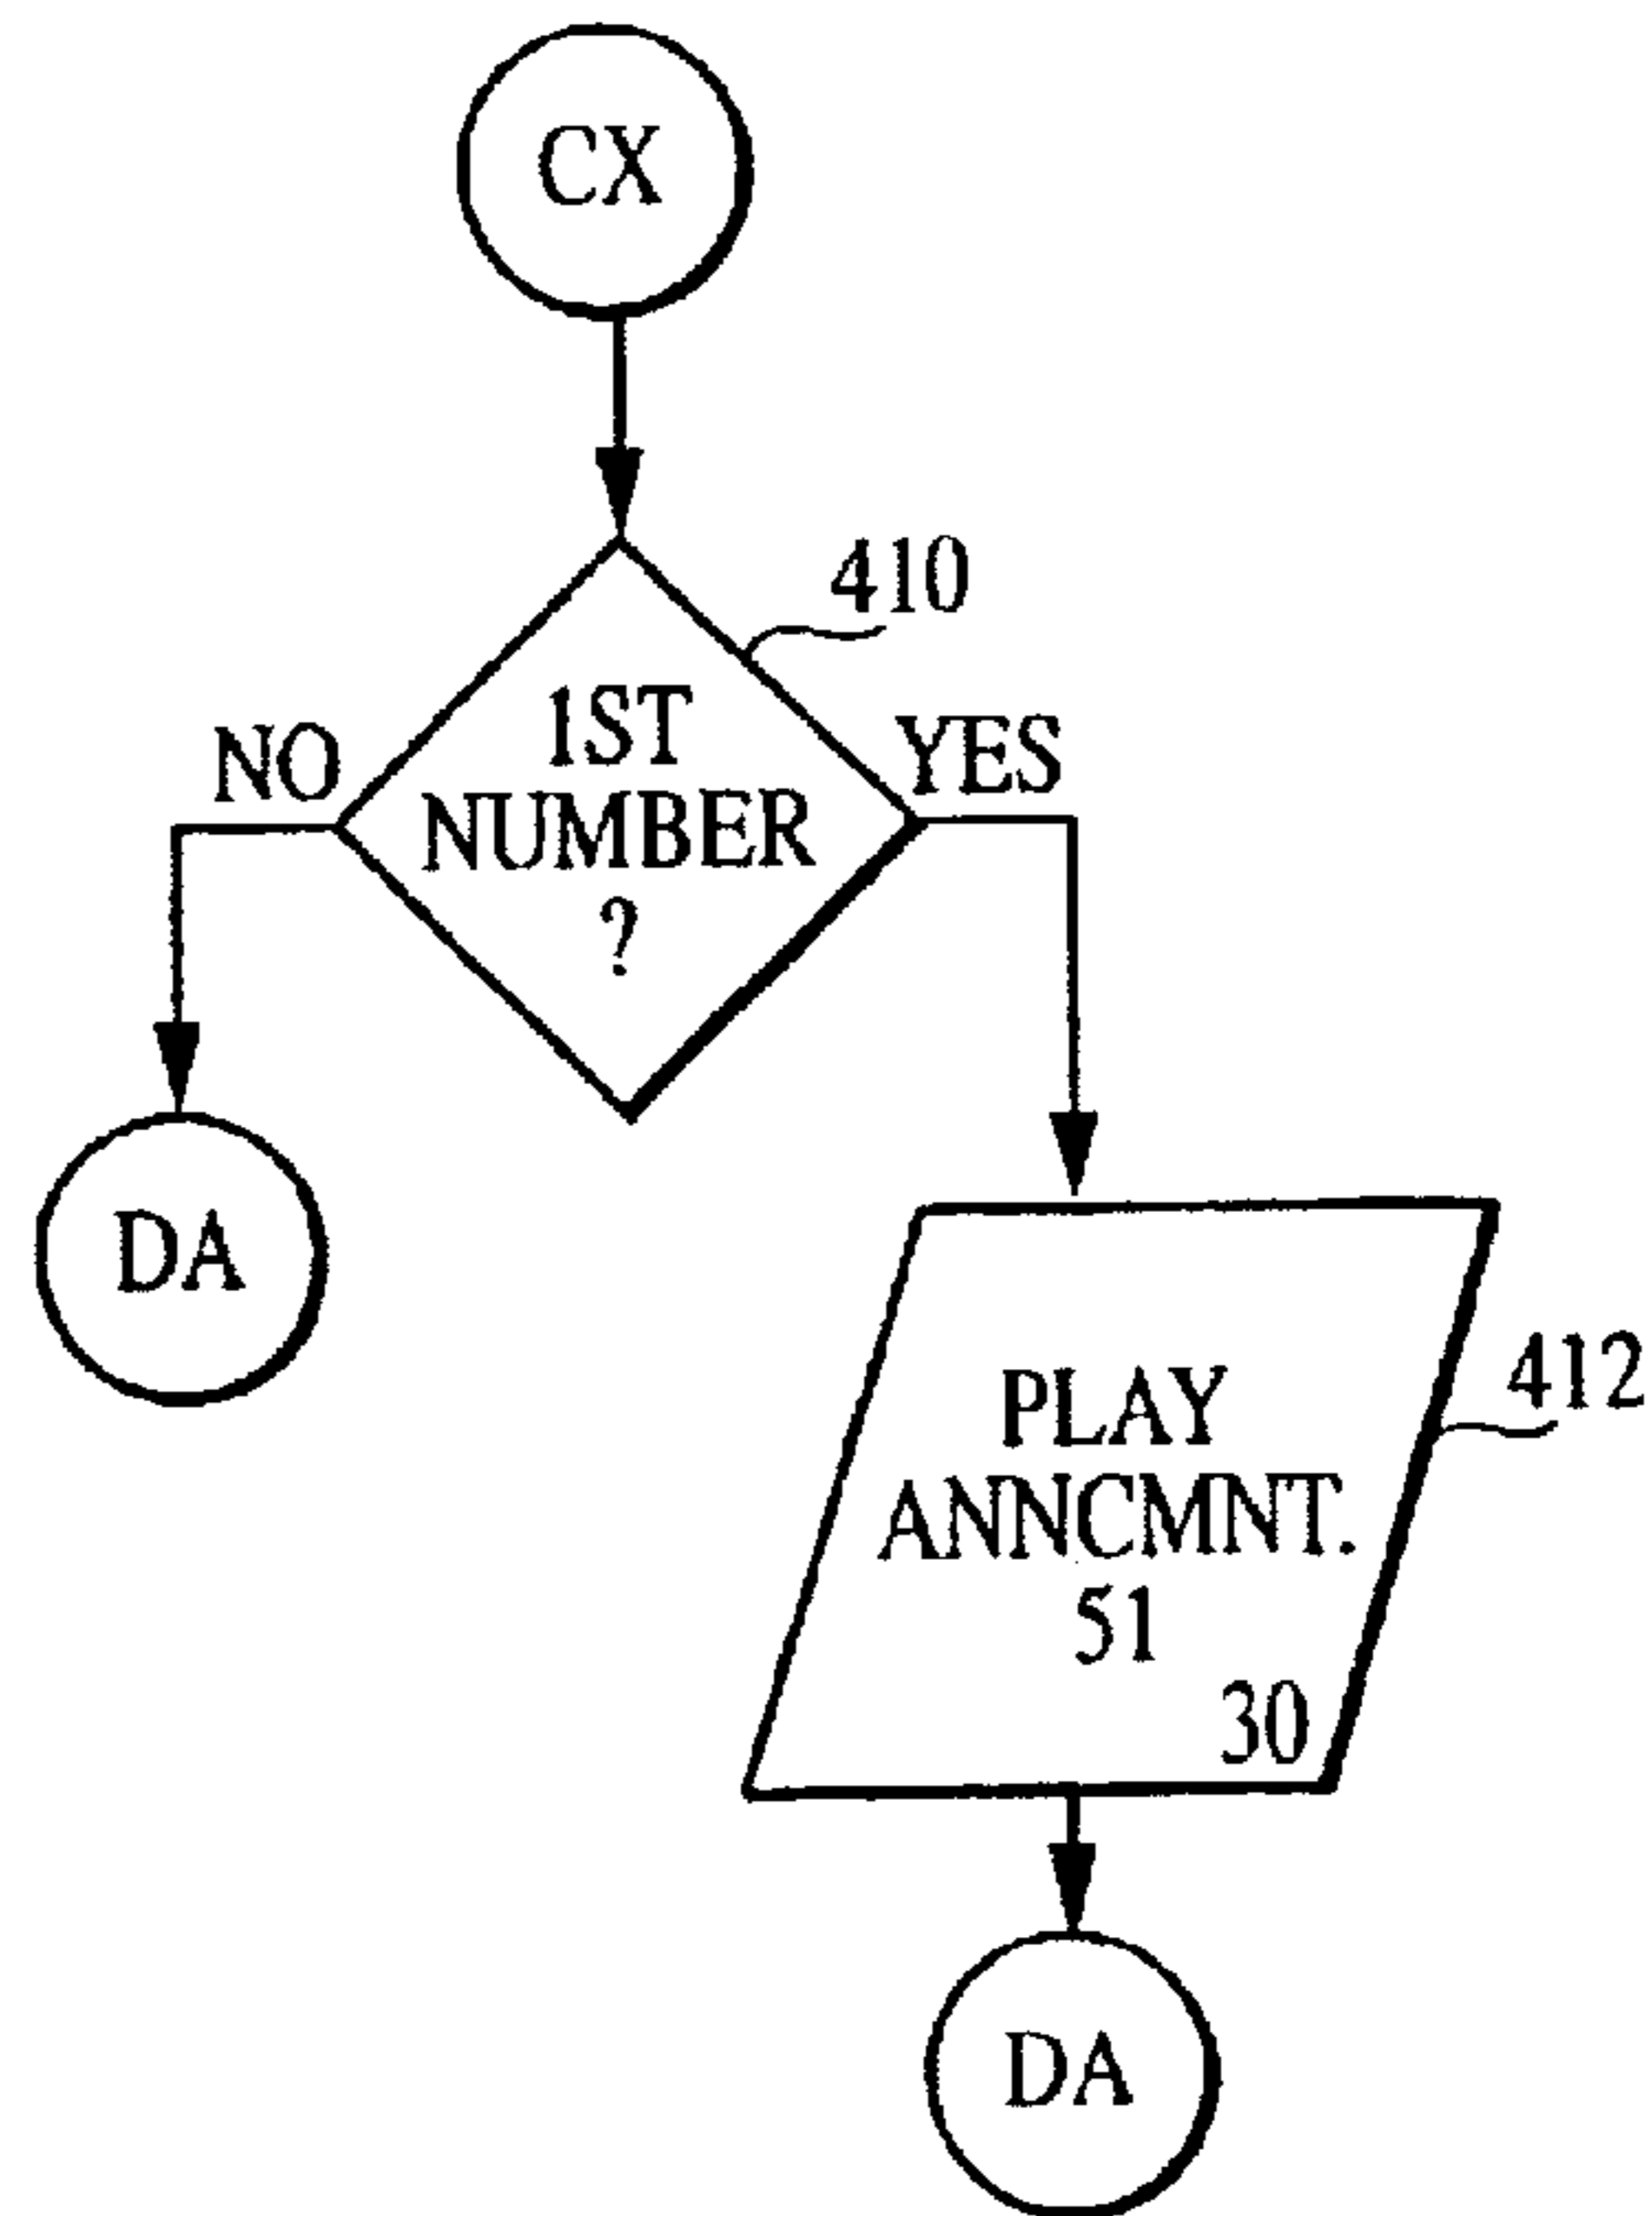 CX
410
1ST
NUMBER
?
NO
YES
DA
412
PLAY
ANNCMNT.
51
30
DA